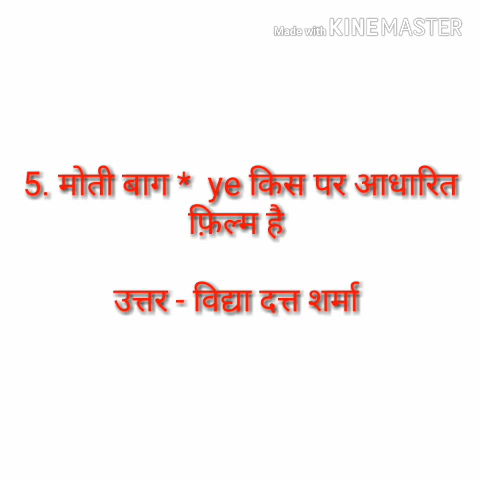 Made with KINEMASTER
5. मोती बाग * ye किस पर आधारित
फ़िल्म है
उत्तर - विद्या दत्त शर्मा